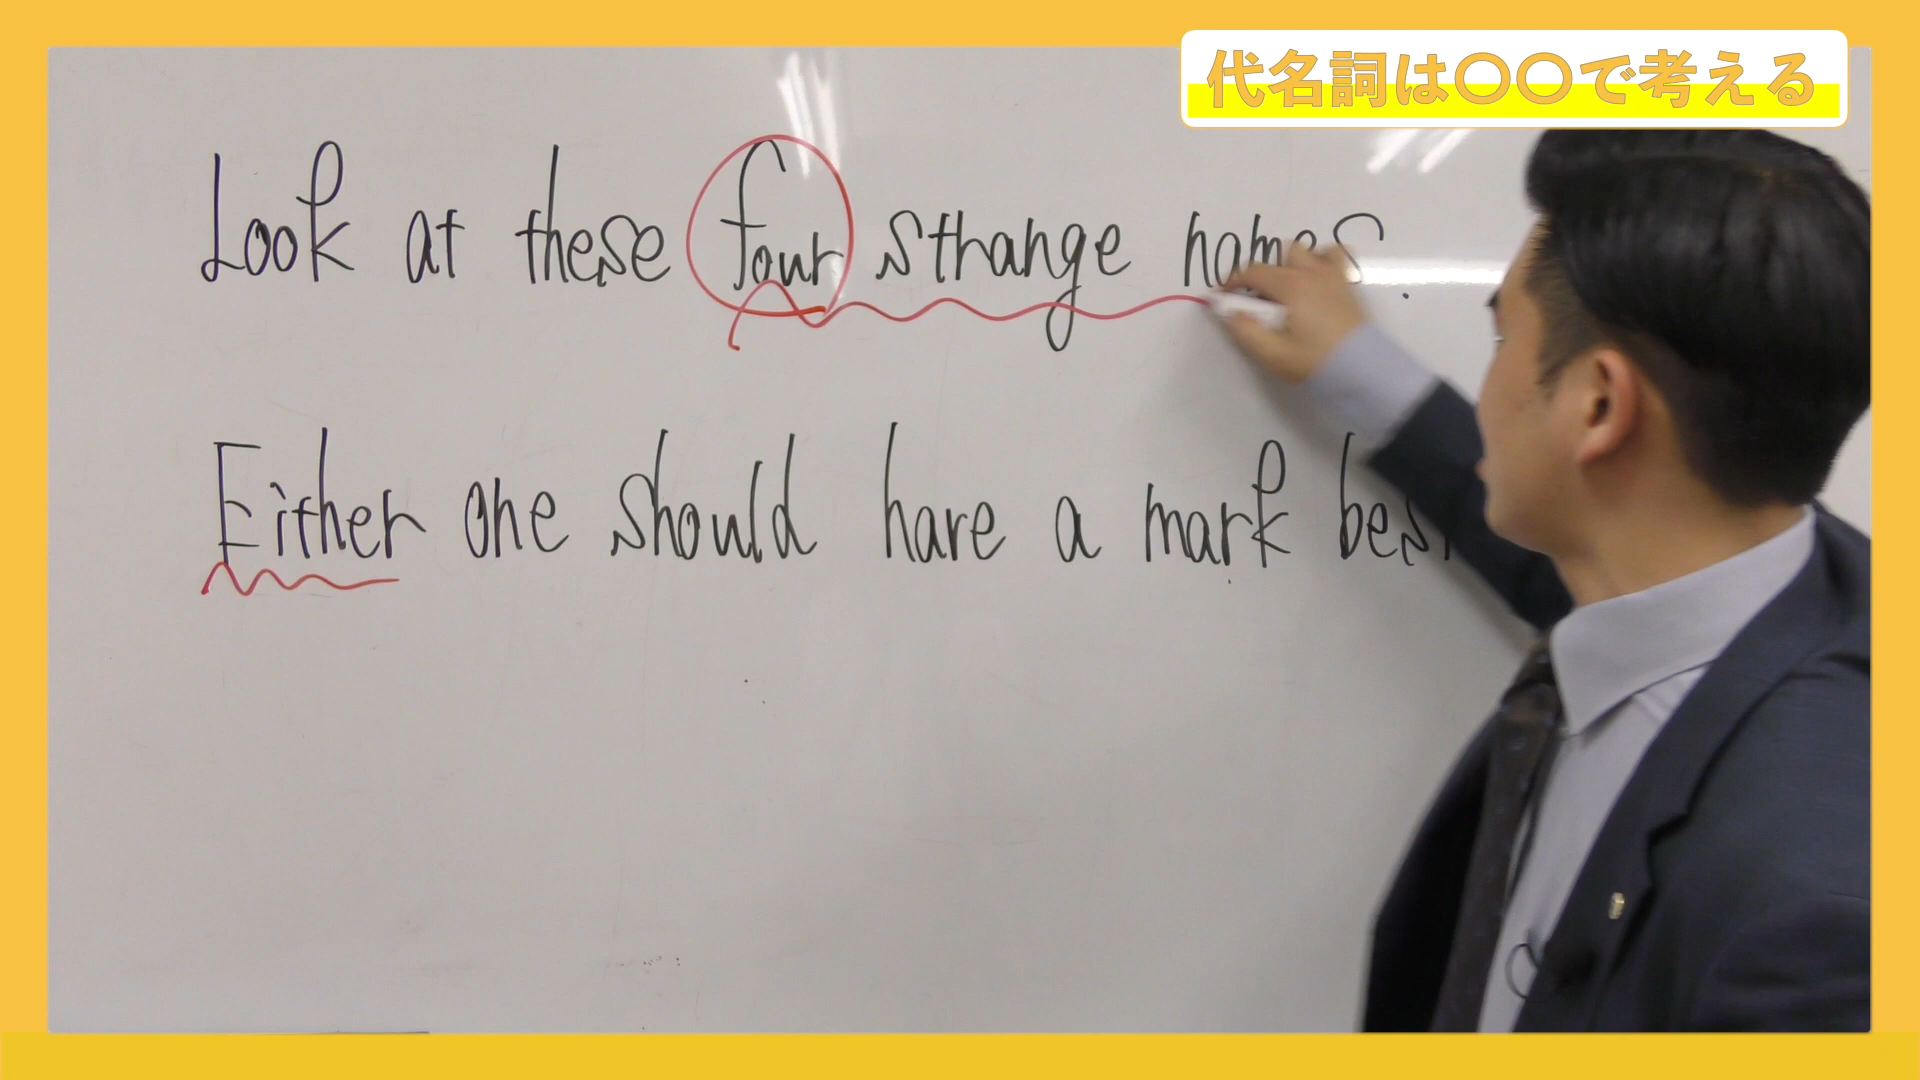 代名詞は〇〇で考える
Look at these four strange names.
Either one should have a mark